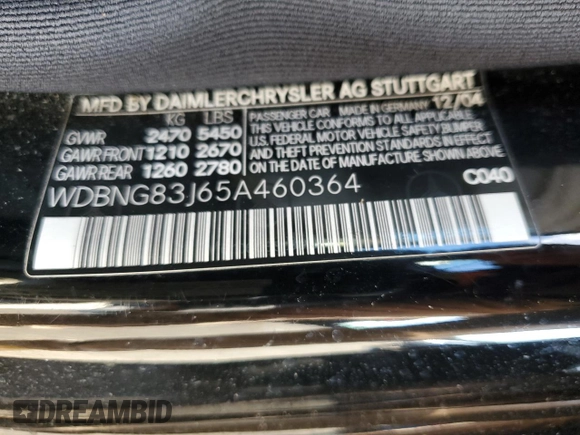 MFD BY DAIMLERCHRYSLER AG STUTTGART
KG LBS
GVWR 2470 5450
GAWR FRONT 1210 2670
GAWR REAR 1260 2780
PASSENGER CAR MADE IN GERMANY 12/04
THIS VEHICLE CONFORMS TO ALL APPLICABLE
U.S. FEDERAL MOTOR VEHICLE SAFETY/BUMPER/
AND THEFT PREVENTION STANDARDS IN EFFECT
ON THE DATE OF MANUFACTURE SHOWN ABOVE
WDBNG83J65A460364
C040
DREAMBID